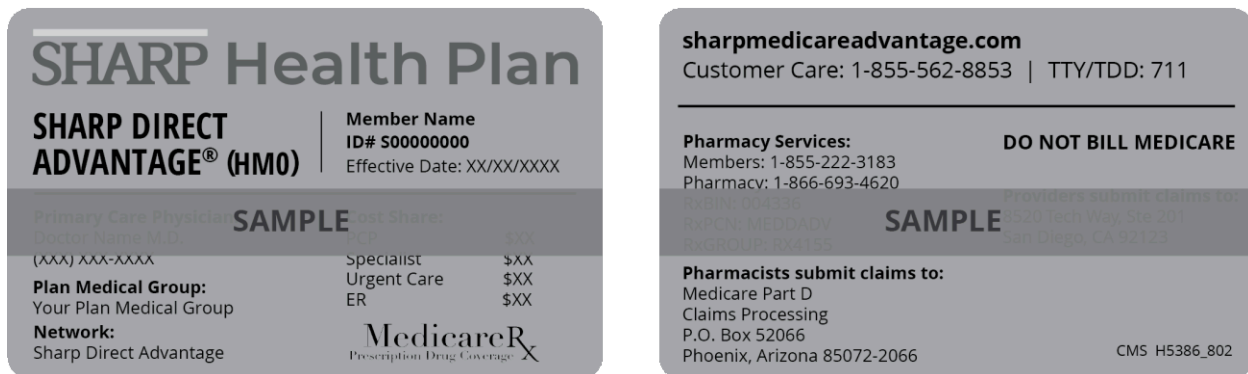 SHARP Health Plan
SHARP DIRECT
ADVANTAGE® (HMO)
Member Name
ID# S00000000
Effective Date: XX/XX/XXXX
Primary Care Physician
Doctor Name M.D.
(XXX) XXX-XXXX
Plan Medical Group:
Your Plan Medical Group
Network:
Sharp Direct Advantage
SAMPLE
Cost Share:
PCP $XX
Specialist $XX
Urgent Care $XX
ER $XX
MedicareRx
Prescription Drug Coverage
sharpmedicareadvantage.com
Customer Care: 1-855-562-8853 | TTY/TDD: 711
Pharmacy Services:
Members: 1-855-222-3183
Pharmacy: 1-866-693-4620
RxBIN: 004336
RxPCN: MEDDADV
RxGROUP: RX4155
SAMPLE
Pharmacists submit claims to:
Medicare Part D
Claims Processing
P.O. Box 52066
Phoenix, Arizona 85072-2066
DO NOT BILL MEDICARE
Providers submit claims to:
8520 Tech Way, Ste 201
San Diego, CA 92123
CMS H5386_802